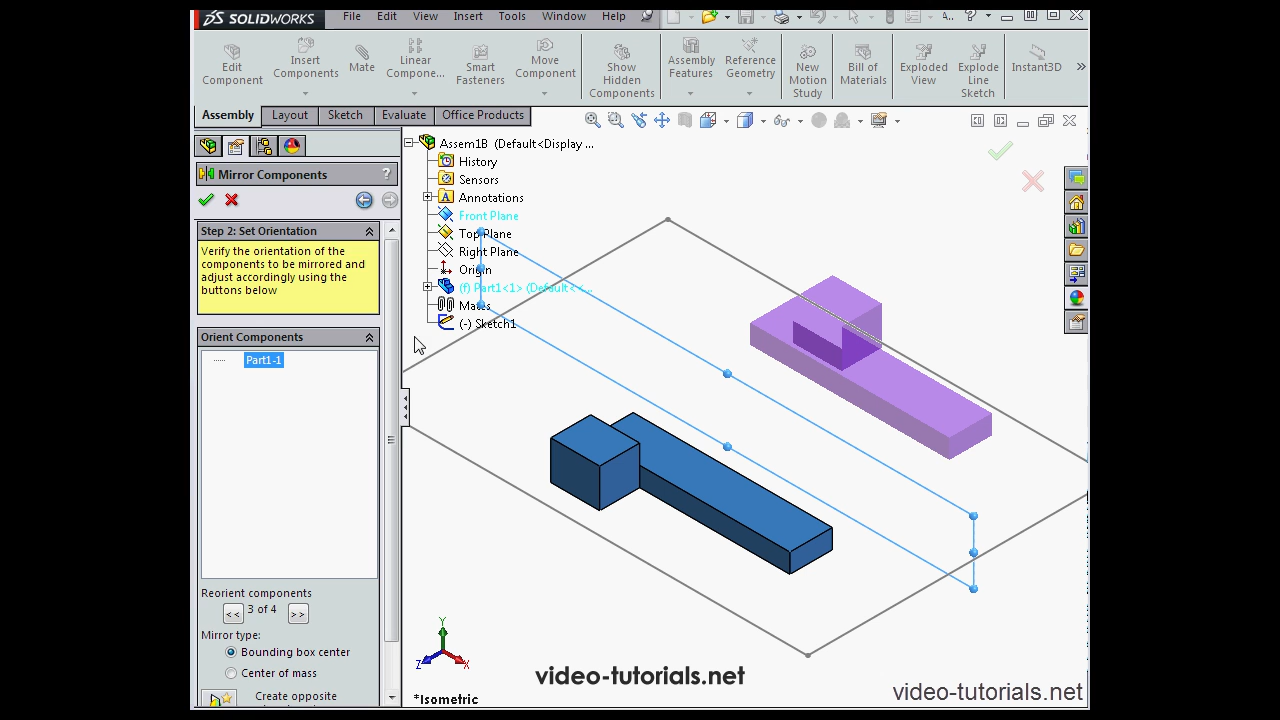 SOLIDWORKS File Edit View Insert Tools Window Help A.. ?
Edit Component
Insert Components
Mate
Linear Compone...
Smart Fasteners
Move Component
Show Hidden Components
Assembly Features
Reference Geometry
New Motion Study
Bill of Materials
Exploded View
Explode Line Sketch
Instant3D
»
Assembly Layout Sketch Evaluate Office Products
Mirror Components ?
Step 2: Set Orientation
Verify the orientation of the
components to be mirrored and
adjust accordingly using the
buttons below
Orient Components
Part1-1
Reorient components
<< 3 of 4 >>
Mirror type:
Bounding box center
Center of mass
Create opposite
Assem1B (Default<Display ...
History
Sensors
A Annotations
Front Plane
Top Plane
Right Plane
Origin
(f) Part1<1> (Default<<...
Mates
(-) Sketch1
Y
Z X
*Isometric
video-tutorials.net
video-tutorials.net